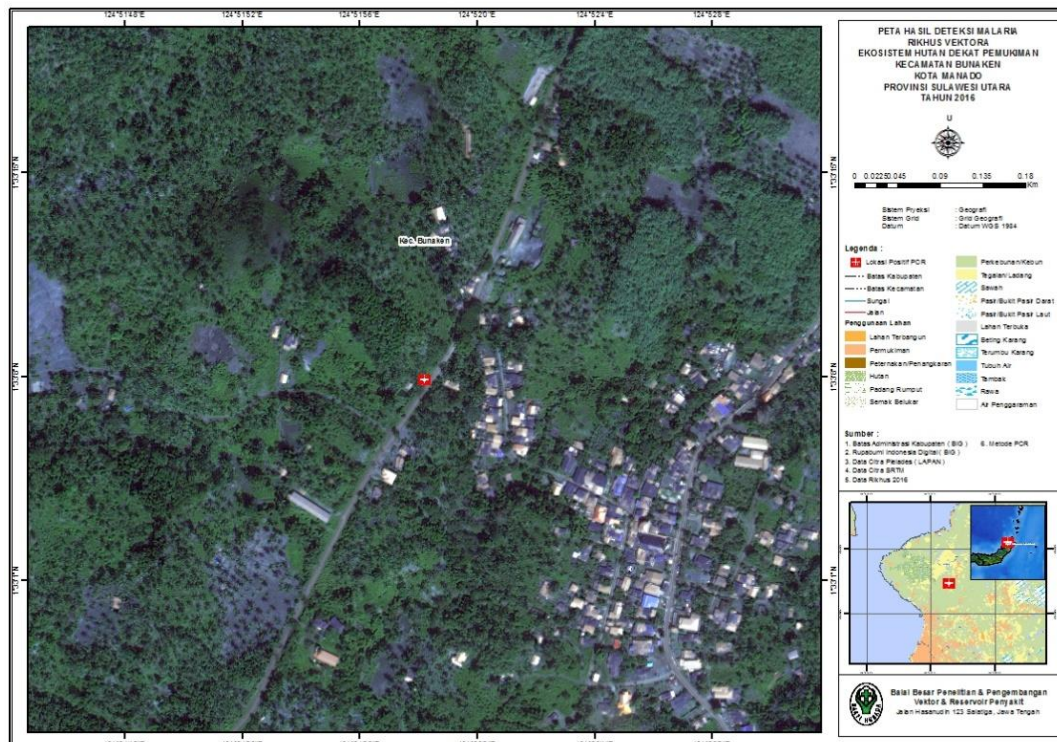 124°51'48"E 124°51'52"E 124°51'56"E 124°52'0"E 124°52'4"E 124°52'8"E
PETA HASIL DETEKSI MALARIA
RIKHUS VEKTORA
EKOSISTEM HUTAN DEKAT PEMUKIMAN
KECAMATAN BUNAKEN
KOTA MANADO
PROVINSI SULAWESI UTARA
TAHUN 2016
U
0 0.02250.045 0.09 0.135 0.18
Km
Sistem Proyeksi : Geografi
Sistem Grid : Grid Geografi
Datum : Datum WGS 1984
Kec. Bunaken
Legenda :
Lokasi Positif PCR
Batas Kabupaten
Batas Kecamatan
Sungai
Jalan
Penggunaan Lahan
Lahan Terbangun
Permukiman
Peternakan/Penangkaran
Hutan
Padang Rumput
Semak Belukar
Perkebunan/Kebun
Tegalan/Ladang
Sawah
Pasir/Bukit Pasir Darat
Pasir/Bukit Pasir Laut
Lahan Terbuka
Beting Karang
Terumbu Karang
Tubuh Air
Tambak
Rawa
Air Penggaraman
Sumber :
1. Batas Administrasi Kabupaten ( BIG )
2. Rupabumi Indonesia Digital ( BIG )
3. Data Citra Pleiades ( LAPAN )
4. Data Citra SRTM
5. Data Rikhus 2016
6. Metode PCR
BAKTI HUSADA
Balai Besar Penelitian & Pengembangan
Vektor & Reservoir Penyakit
Jalan Hasanudin 123 Salatiga, Jawa Tengah